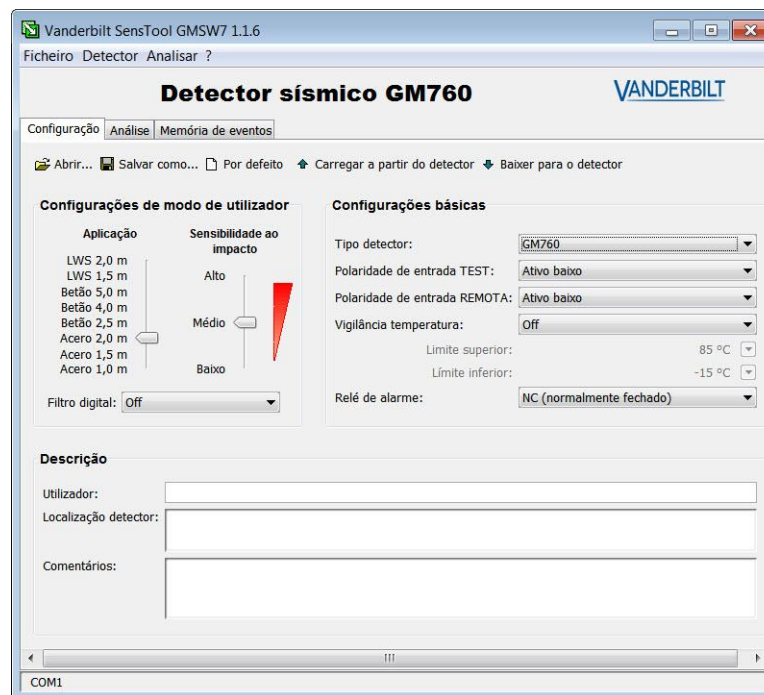 Vanderbilt SensTool GMSW7 1.1.6
Ficheiro Detector Analisar ?
Detector sísmico GM760
VANDERBILT
Configuração Análise Memória de eventos
Abrir... Salvar como... Por defeito Carregar a partir do detector Baixer para o detector
Configurações de modo de utilizador
Aplicação
LWS 2,0 m
LWS 1,5 m
Betão 5,0 m
Betão 4,0 m
Betão 2,5 m
Acero 2,0 m
Acero 1,5 m
Acero 1,0 m
Sensibilidade ao
impacto
Alto
Médio
Baixo
Filtro digital: Off
Configurações básicas
Tipo detector: GM760
Polaridade de entrada TEST: Ativo baixo
Polaridade de entrada REMOTA: Ativo baixo
Vigilância temperatura: Off
Limite superior: 85 ºC
Límite inferior: -15 ºC
Relé de alarme: NC (normalmente fechado)
Descrição
Utilizador:
Localização detector:
Comentários:
COM1